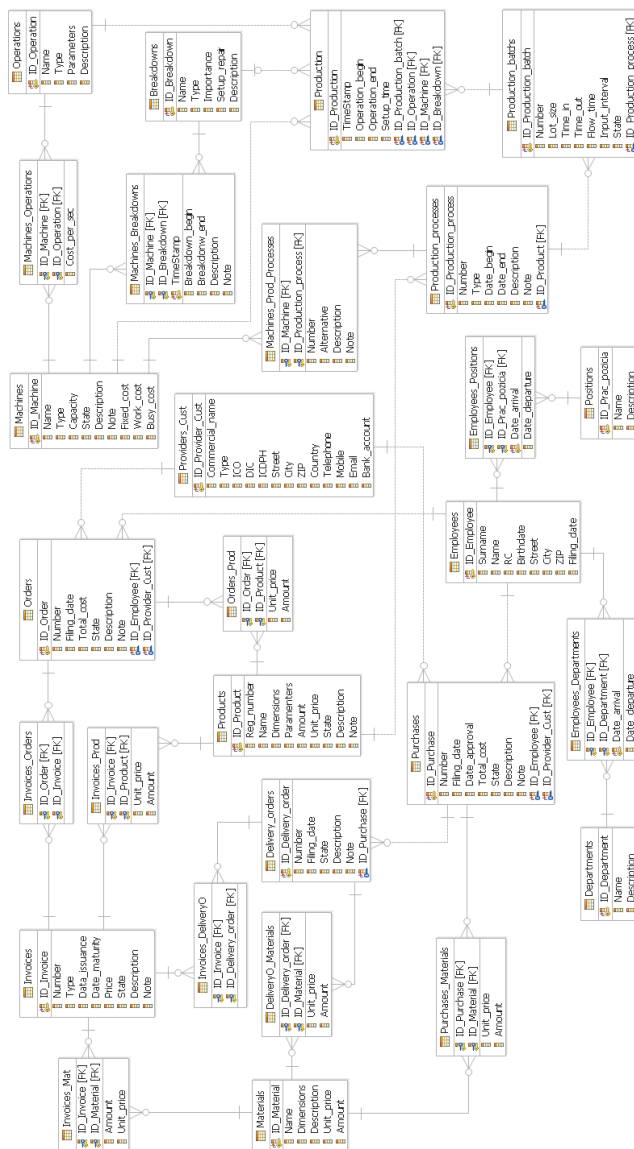 Materials
ID_Material
Name
Dimensions
Description
Unit_price
Amount
Invoices_Mat
ID_Invoice [FK]
ID_Material [FK]
Amount
Unit_price
Invoices
ID_Invoice
Number
Type
Data_issuance
Date_maturity
Price
State
Description
Note
Invoices_Orders
ID_Order [FK]
ID_Invoice [FK]
Invoices_Prod
ID_Invoice [FK]
ID_Product [FK]
Unit_price
Amount
Orders
ID_Order
Number
Filing_date
Total_cost
State
Description
Note
ID_Employee [FK]
ID_Provider_Cust [FK]
Machines
ID_Machine
Name
Type
Capacity
State
Description
Note
Fixed_cost
Work_cost
Busy_cost
Machines_Operations
ID_Machine [FK]
ID_Operation [FK]
Cost_per_sec
Operations
ID_Operation
Name
Type
Parameters
Description
Invoices_DeliveryO
ID_Invoice [FK]
ID_Delivery_order [FK]
Products
ID_Product
Reg_number
Name
Dimensions
Paramenters
Amount
Unit_price
State
Description
Note
Orders_Prod
ID_Order [FK]
ID_Product [FK]
Unit_price
Amount
Providers_Cust
ID_Provider_Cust
Commercial_name
Type
ICO
DIC
ICDPH
Street
City
ZIP
Country
Telephone
Mobile
Email
Bank_account
Machines_Breakdowns
ID_Machine [FK]
ID_Breakdown [FK]
TimeStamp
Breakdown_begin
Breakdonw_end
Description
Note
Breakdowns
ID_Breakdown
Name
Type
Importance
Setup_repair
Description
DeliveryO_Materials
ID_Delivery_order [FK]
ID_Material [FK]
Unit_price
Amount
Delivery_orders
ID_Delivery_order
Number
Filing_date
State
Description
Note
ID_Purchase [FK]
Machines_Prod_Processes
ID_Machine [FK]
ID_Production_process [FK]
Number
Alternative
Description
Note
Production
ID_Production
TimeStamp
Operation_begin
Operation_end
Setup_time
ID_Production_batch [FK]
ID_Operation [FK]
ID_Machine [FK]
ID_Breakdown [FK]
Purchases_Materials
ID_Purchase [FK]
ID_Material [FK]
Unit_price
Amount
Purchases
ID_Purchase
Number
Filing_date
Date_approval
Total_cost
State
Description
Note
ID_Employee [FK]
ID_Provider_Cust [FK]
Employees
ID_Employee
Surname
Name
RC
Birthdate
Street
City
ZIP
Filing_date
Employees_Positions
ID_Employee [FK]
ID_Prac_pozicia [FK]
Date_arrival
Date_departure
Production_processes
ID_Production_process
Number
Type
Date_begin
Date_end
Description
Note
ID_Product [FK]
Production_batchs
ID_Production_batch
Number
Lot_size
Time_in
Time_out
Flow_time
Input_interval
State
ID_Production_process [FK]
Departments
ID_Department
Name
Description
Employees_Departments
ID_Employee [FK]
ID_Department [FK]
Date_arrival
Date_departure
Positions
ID_Prac_pozicia
Name
Description